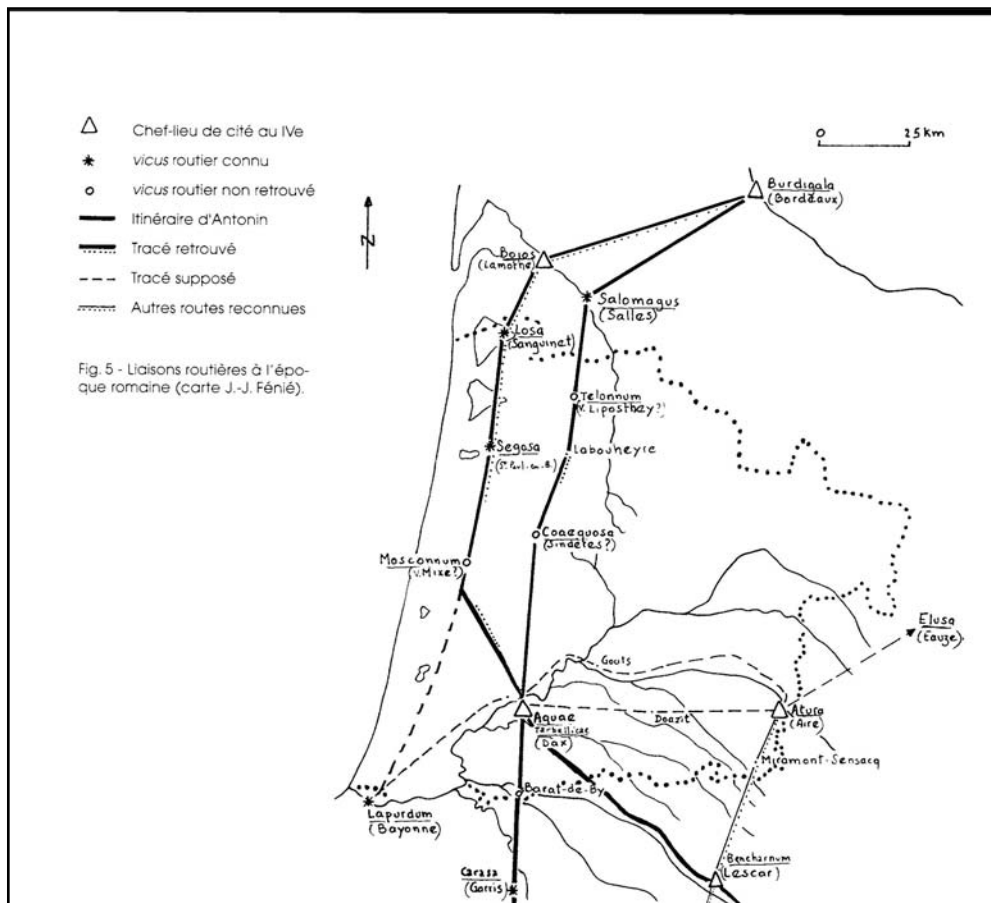 Chef-lieu de cité au IVe
vicus routier connu
vicus routier non retrouvé
Itinéraire d'Antonin
Tracé retrouvé
Tracé supposé
Autres routes reconnues
Fig. 5 - Liaisons routières à l'épo-
que romaine (carte J.-J. Fénié).
0 25 km
N
Burdigala
(Bordeaux)
Boios
(Lamothe)
Salomagus
(Salles)
Losa
(Sanguinet)
Telonnum
(V. Liposthey?)
Segosa
Labouheyre
Coaequosa
(Sindères?)
Mosconnum
(V. Mixe?)
Elusa
(Eauze)
Gouts
Aquae
Tarbellicae
(Dax)
Doazit
Atura
(Aire)
Miramont-Sensacq
Barat-de-By
Lapurdum
(Bayonne)
Beneharnum
(Lescar)
Carasa
(Garris)